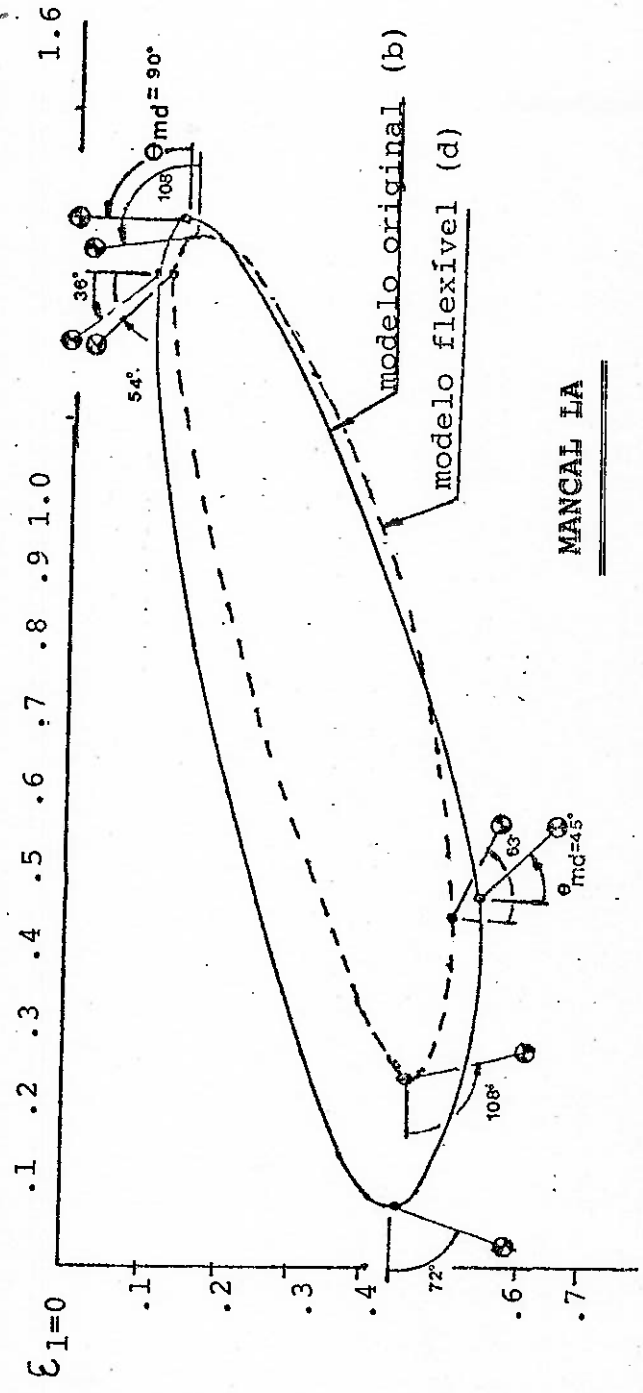 ε1=0
.1 .2 .3 .4 .5 .6 .7 .8 .9 1.0 1.6
.1
.2
.3
.4
.6
.7
36°
54°
108
θmd=90°
modelo original (b)
modelo flexível (d)
63
θmd=45°
108°
72°
MANCAL LA